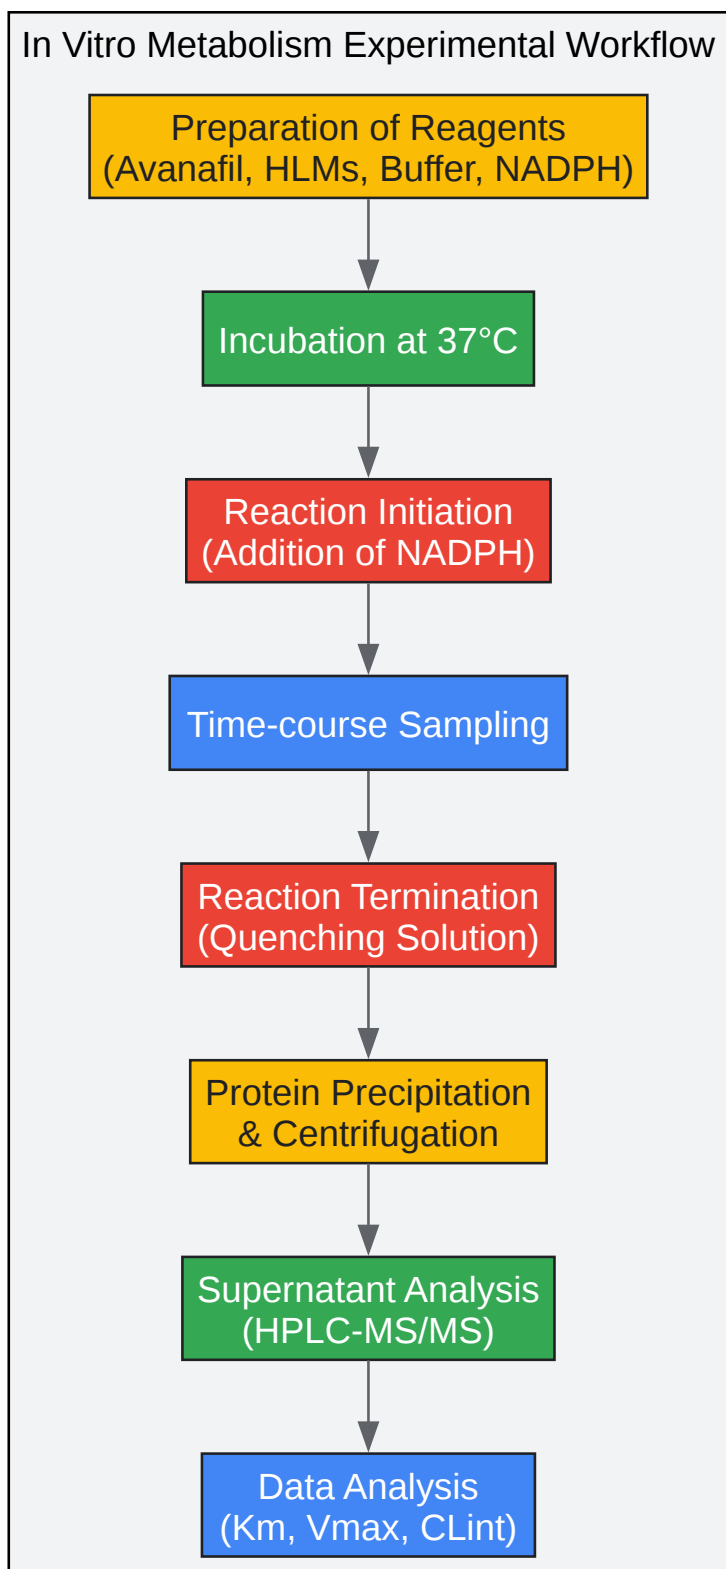 In Vitro Metabolism Experimental Workflow
Preparation of Reagents
(Avanafil, HLMs, Buffer, NADPH)
Incubation at 37°C
Reaction Initiation
(Addition of NADPH)
Time-course Sampling
Reaction Termination
(Quenching Solution)
Protein Precipitation
& Centrifugation
Supernatant Analysis
(HPLC-MS/MS)
Data Analysis
(Km, Vmax, CLint)